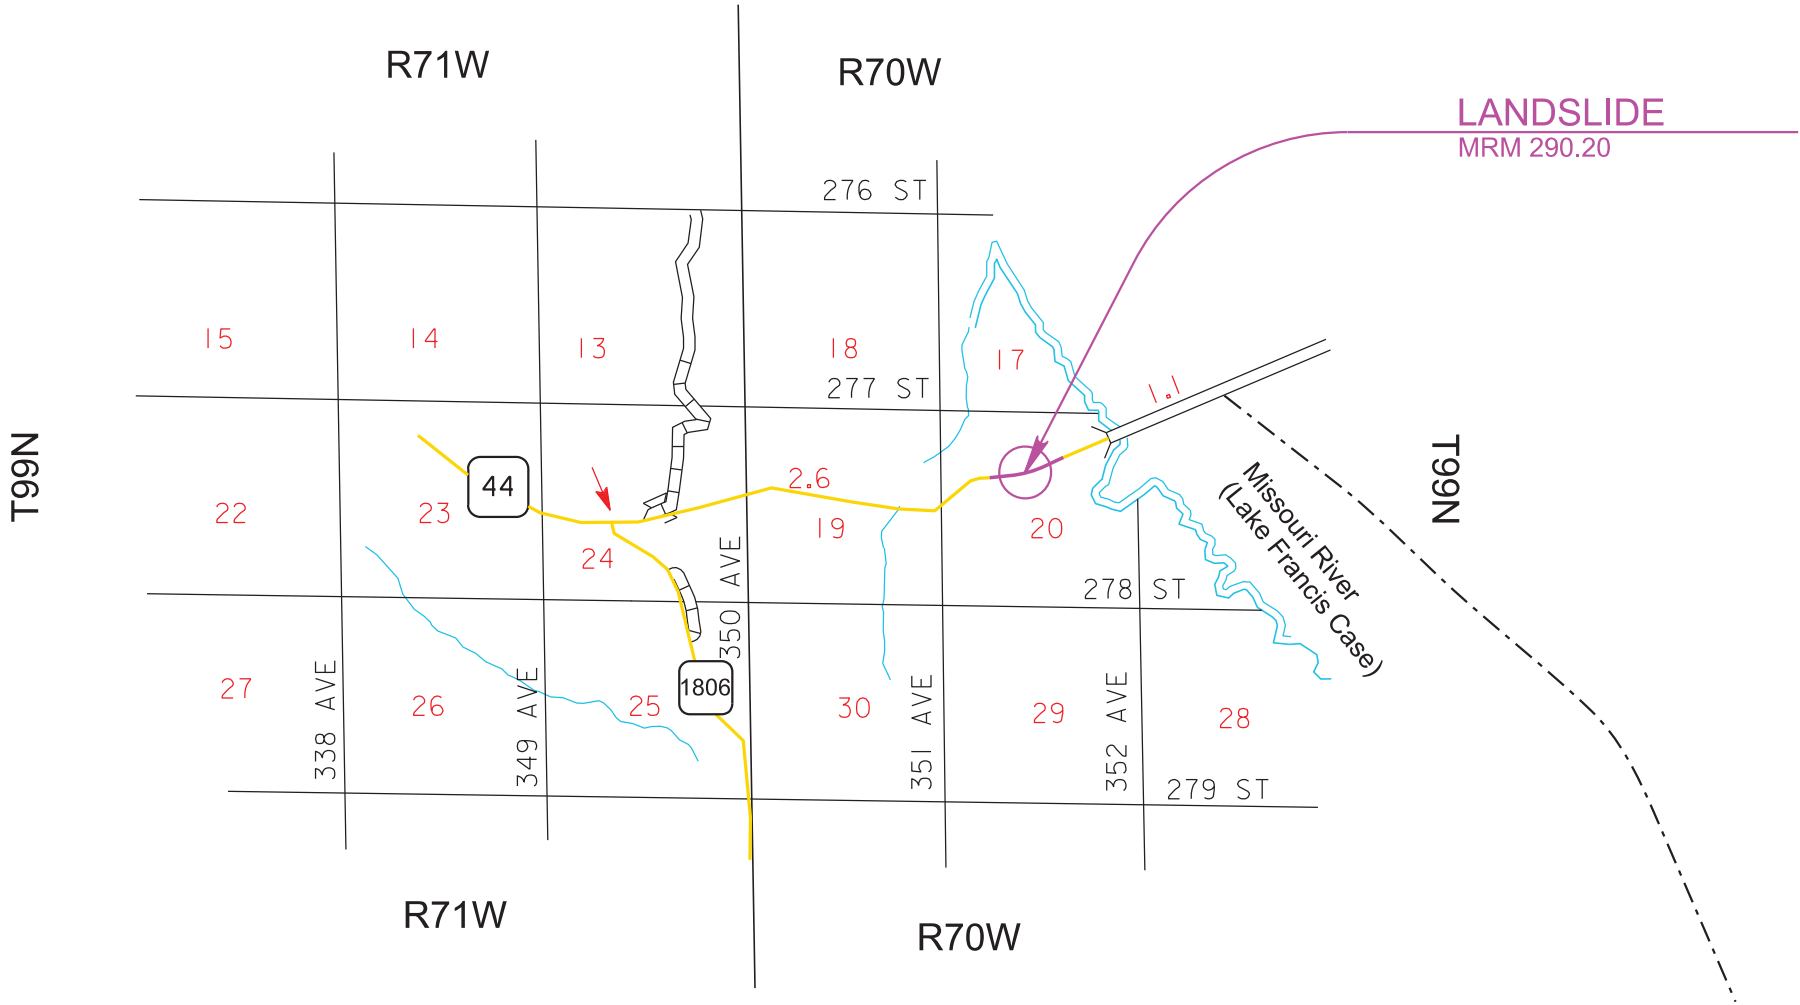 R71W
R70W
LANDSLIDE
MRM 290.20
276 ST
15
14
13
18
17
277 ST
1.1
T99N
T99N
44
2.6
22
23
24
19
20
Missouri River
(Lake Francis Case)
350 AVE
278 ST
1806
27
26
25
30
29
28
338 AVE
349 AVE
351 AVE
352 AVE
279 ST
R71W
R70W